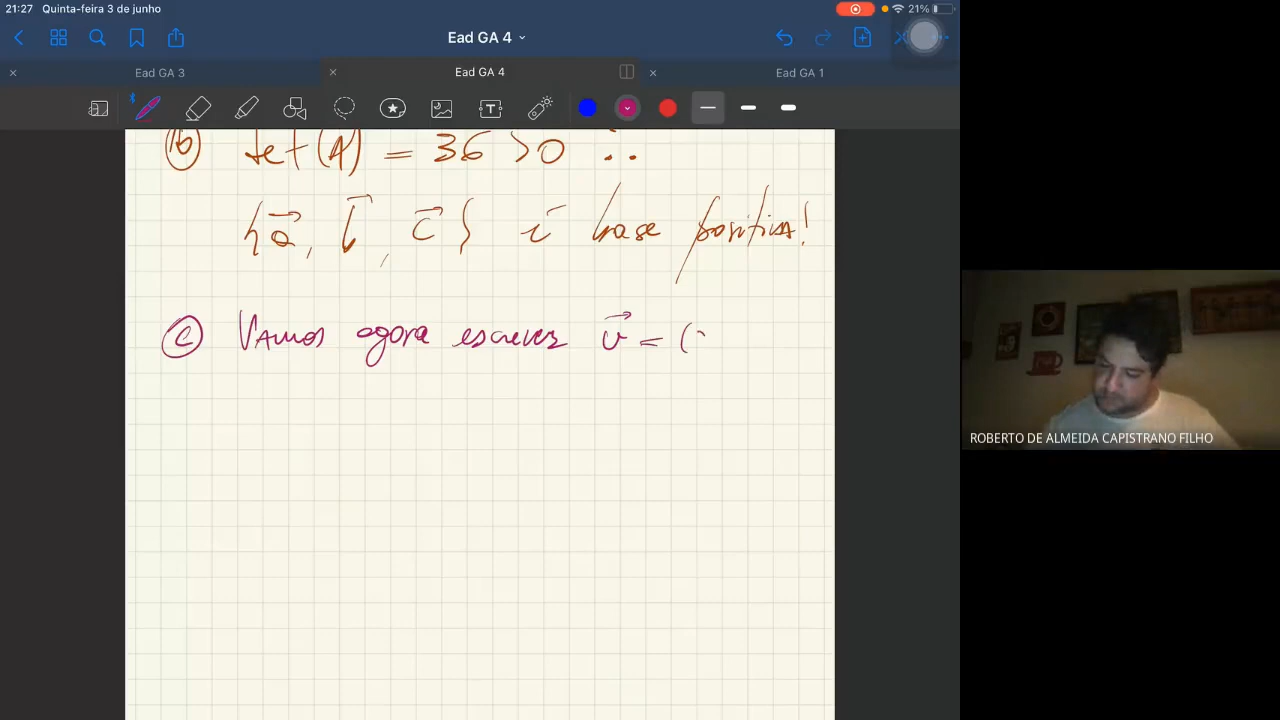 21:27 Quinta-feira 3 de junho 21%
Ead GA 4
Ead GA 3 Ead GA 4 Ead GA 1
(b) det(A) = 36 > 0 ∴
{a⃗, b⃗, c⃗} é base positiva!
(c) Vamos agora escrever v⃗ = (
ROBERTO DE ALMEIDA CAPISTRANO FILHO